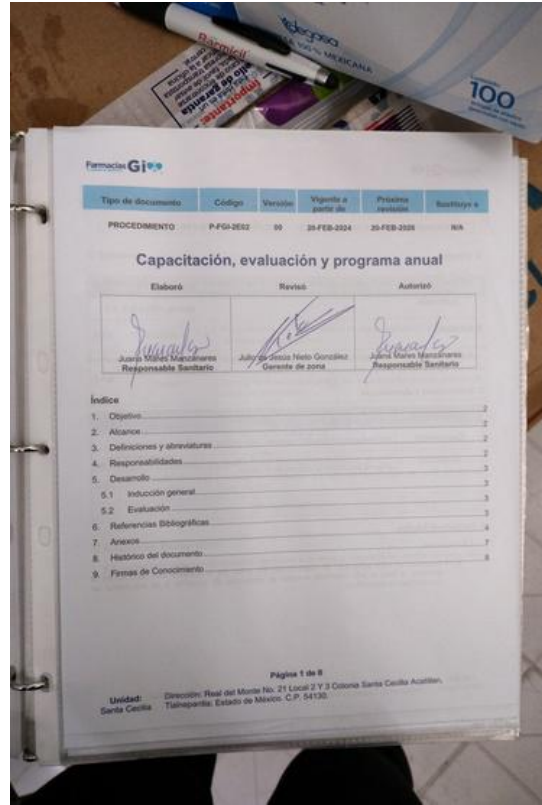 Degasa
100% MEXICANA
100
Barmicil
Importante:
Farmacias Gi
Tipo de documento Código Versión Vigente a partir de Próxima revisión Sustituye a
PROCEDIMIENTO P-FGI-2E02 00 20-FEB-2024 20-FEB-2026 N/A
Capacitación, evaluación y programa anual
Elaboró Revisó Autorizó
Juana Mares Manzanares Julio de Jesús Nieto González Juana Mares Manzanares
Responsable Sanitario Gerente de zona Responsable Sanitario
Índice
1. Objetivo 2
2. Alcance 2
3. Definiciones y abreviaturas 2
4. Responsabilidades 2
5. Desarrollo 3
5.1 Inducción general 3
5.2 Evaluación 3
6. Referencias Bibliográficas 3
7. Anexos 4
8. Histórico del documento 7
9. Firmas de Conocimiento 8
Página 1 de 8
Unidad: Dirección: Real del Monte No. 21 Local 2 Y 3 Colonia Santa Cecilia Acatitlan,
Santa Cecilia Tlalnepantla; Estado de México. C.P. 54130.